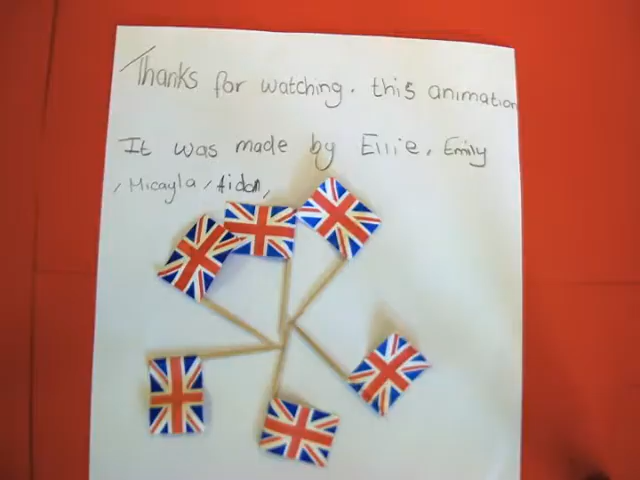 Thanks for watching. this animation
It was made by Ellie, Emily
, Micayla, Aidan,